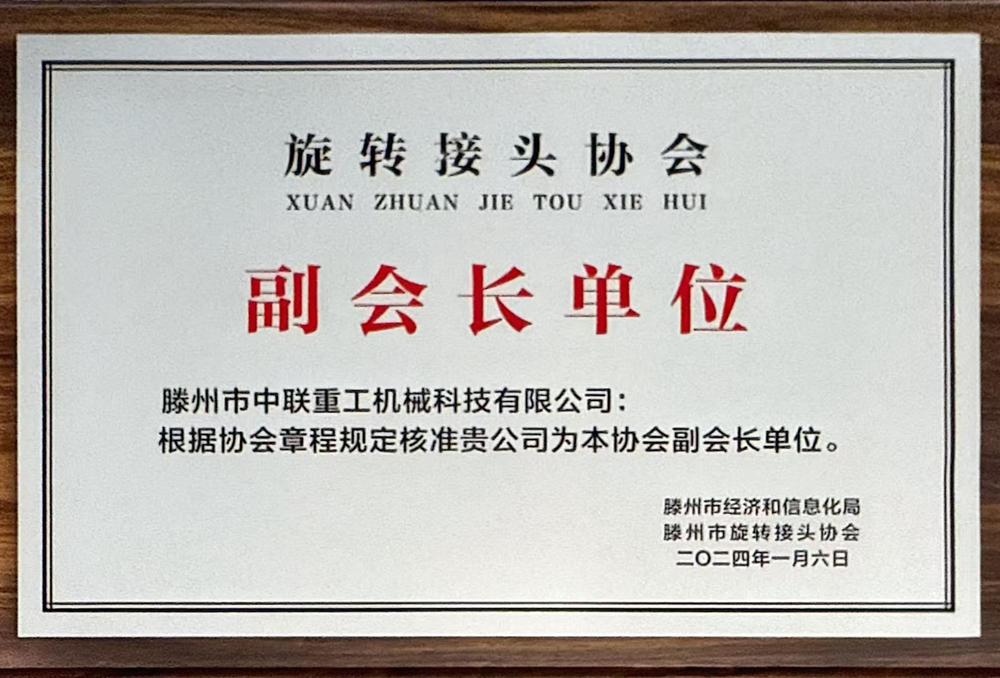 旋转接头协会
XUAN ZHUAN JIE TOU XIE HUI
副会长单位
滕州市中联重工机械科技有限公司：
根据协会章程规定核准贵公司为本协会副会长单位。
滕州市经济和信息化局
滕州市旋转接头协会
二〇二四年一月六日